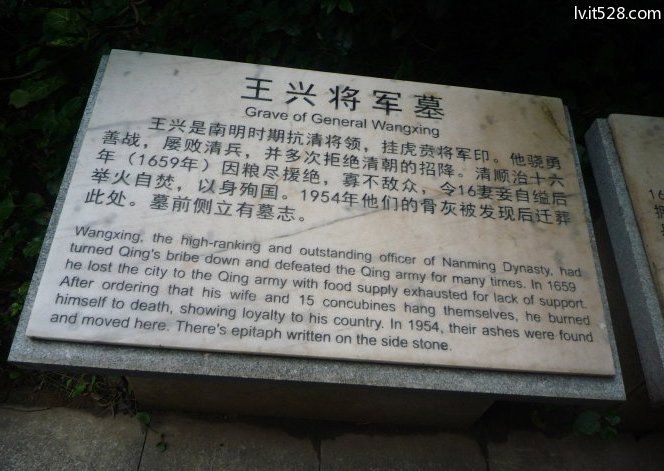 lv.it528.com
王兴将军墓
Grave of General Wangxing
王兴是南明时期抗清将领，挂虎贲将军印。他骁勇
善战，屡败清兵，并多次拒绝清朝的招降。清顺治十六
年（1659年）因粮尽援绝，寡不敌众，令16妻妾自缢后
举火自焚，以身殉国。1954年他们的骨灰被发现后迁葬
此处。墓前侧立有墓志。
Wangxing, the high-ranking and outstanding officer of Nanming Dynasty, had
turned Qing's bribe down and defeated the Qing army for many times. In 1659
he lost the city to the Qing army with food supply exhausted for lack of support.
After ordering that his wife and 15 concubines hang themselves, he burned
himself to death, showing loyalty to his country. In 1954, their ashes were found
and moved here. There's epitaph written on the side stone.